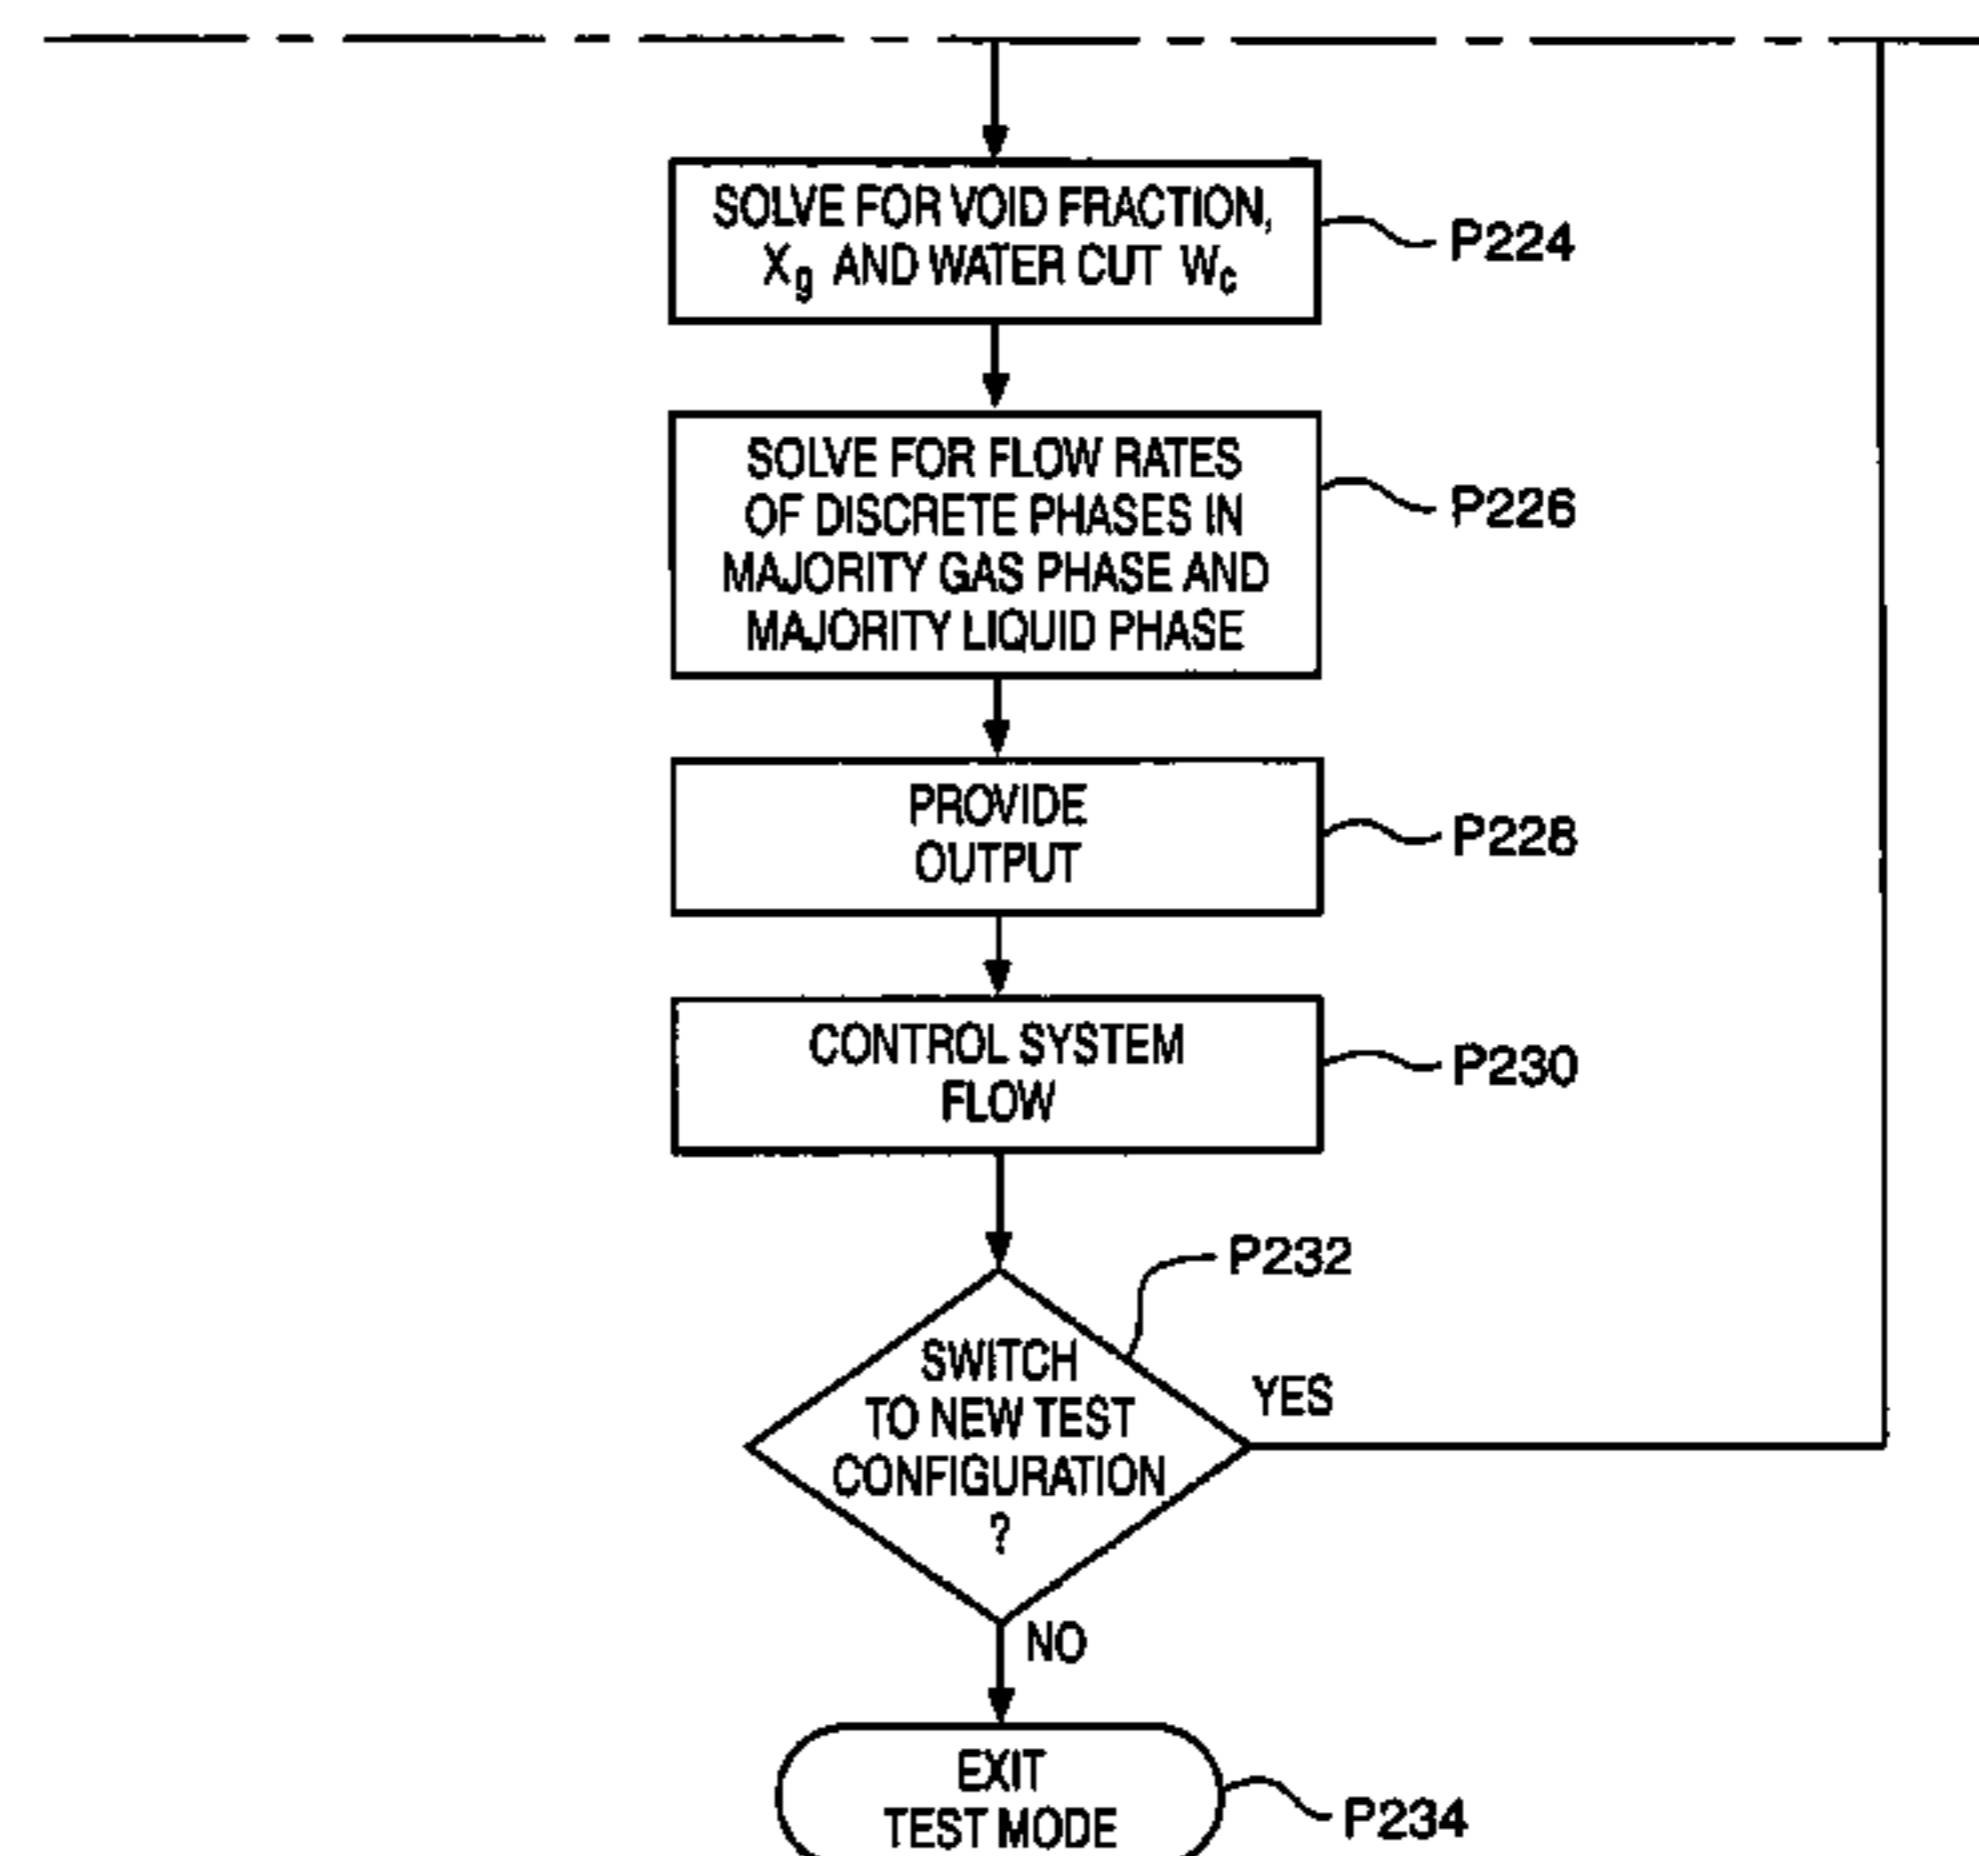 SOLVE FOR VOID FRACTION,
Xg AND WATER CUT Wc
P224
SOLVE FOR FLOW RATES
OF DISCRETE PHASES IN
MAJORITY GAS PHASE AND
MAJORITY LIQUID PHASE
P226
PROVIDE
OUTPUT
P228
CONTROL SYSTEM
FLOW
P230
P232
SWITCH
TO NEW TEST
CONFIGURATION
?
YES
NO
EXIT
TEST MODE
P234